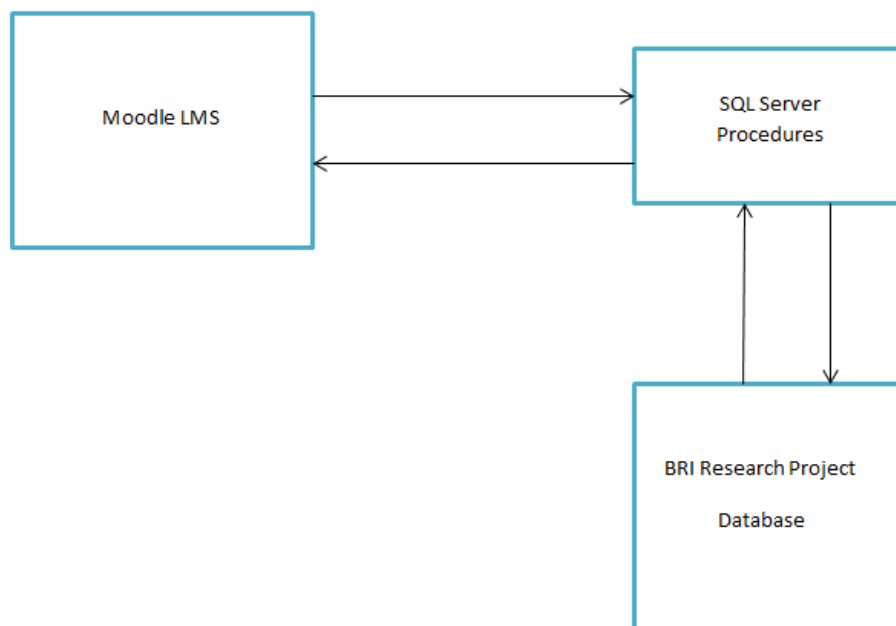 Moodle LMS
SQL Server
Procedures
BRI Research Project
Database